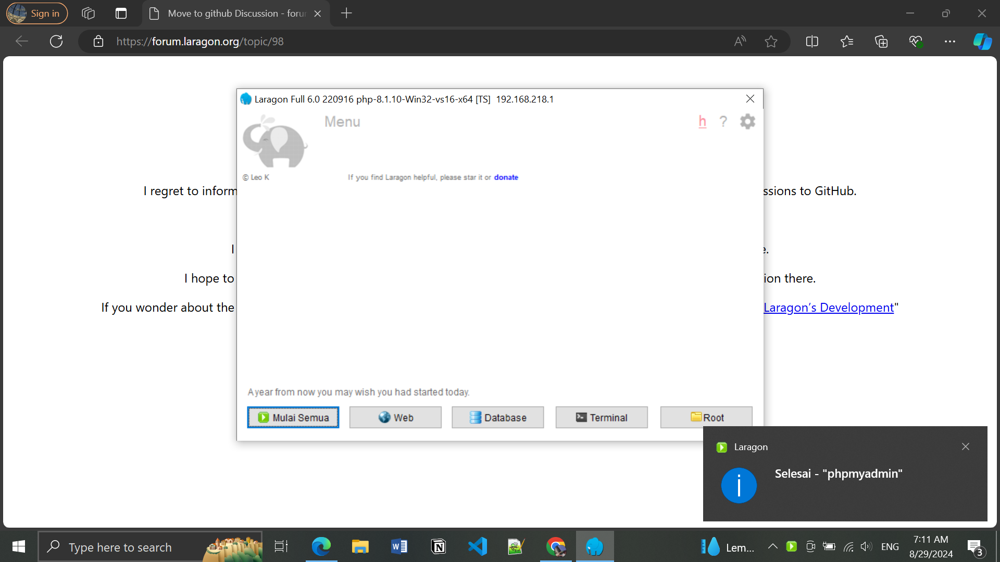 Sign in
Move to github Discussion - forum
https://forum.laragon.org/topic/98
Laragon Full 6.0 220916 php-8.1.10-Win32-vs16-x64 [TS]  192.168.218.1
Menu
h ?
© Leo K
If you find Laragon helpful, please star it or donate
I regret to inform
ssions to GitHub.
I
e.
I hope to
ion there.
If you wonder about the
Laragon’s Development"
A year from now you may wish you had started today.
Mulai Semua
Web
Database
Terminal
Root
Laragon
Selesai - "phpmyadmin"
Type here to search
Lem...
ENG
7:11 AM
8/29/2024
3